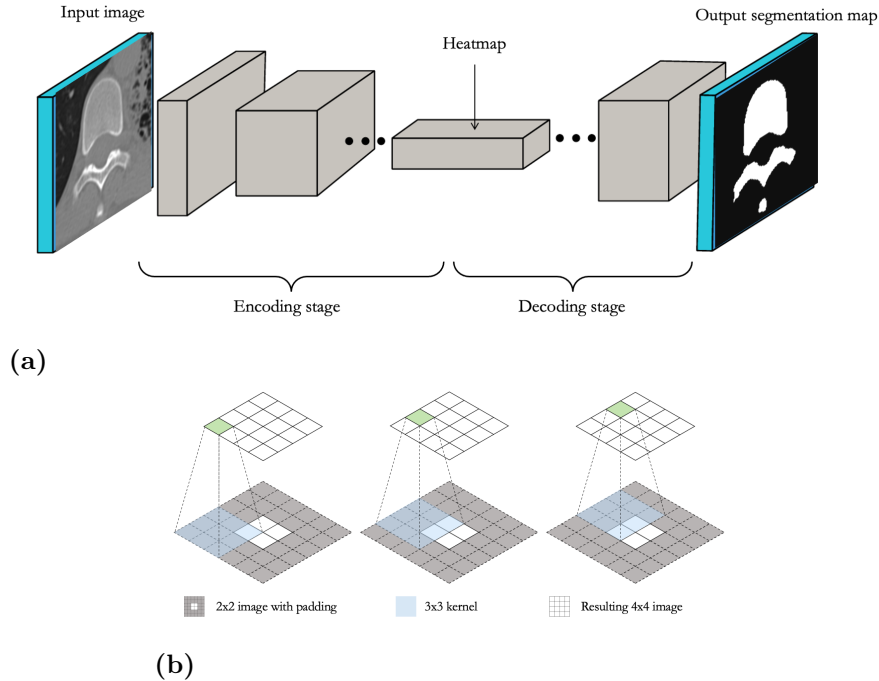 Input image
Output segmentation map
Heatmap
Encoding stage
Decoding stage
(a)
2x2 image with padding
3x3 kernel
Resulting 4x4 image
(b)